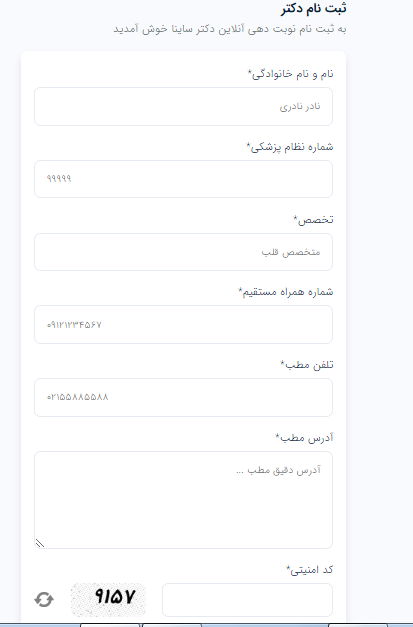 ثبت نام دکتر
به ثبت نام نوبت دهی آنلاین دکتر ساینا خوش آمدید
نام و نام خانوادگی*
نادر نادری
شماره نظام پزشکی*
۹۹۹۹۹
تخصص*
متخصص قلب
شماره همراه مستقیم*
۰۹۱۲۱۲۳۴۵۶۷
تلفن مطب*
۰۲۱۵۵۸۸۵۵۸۸
آدرس مطب*
آدرس دقیق مطب ...
کد امنیتی*
۹۱۵۷